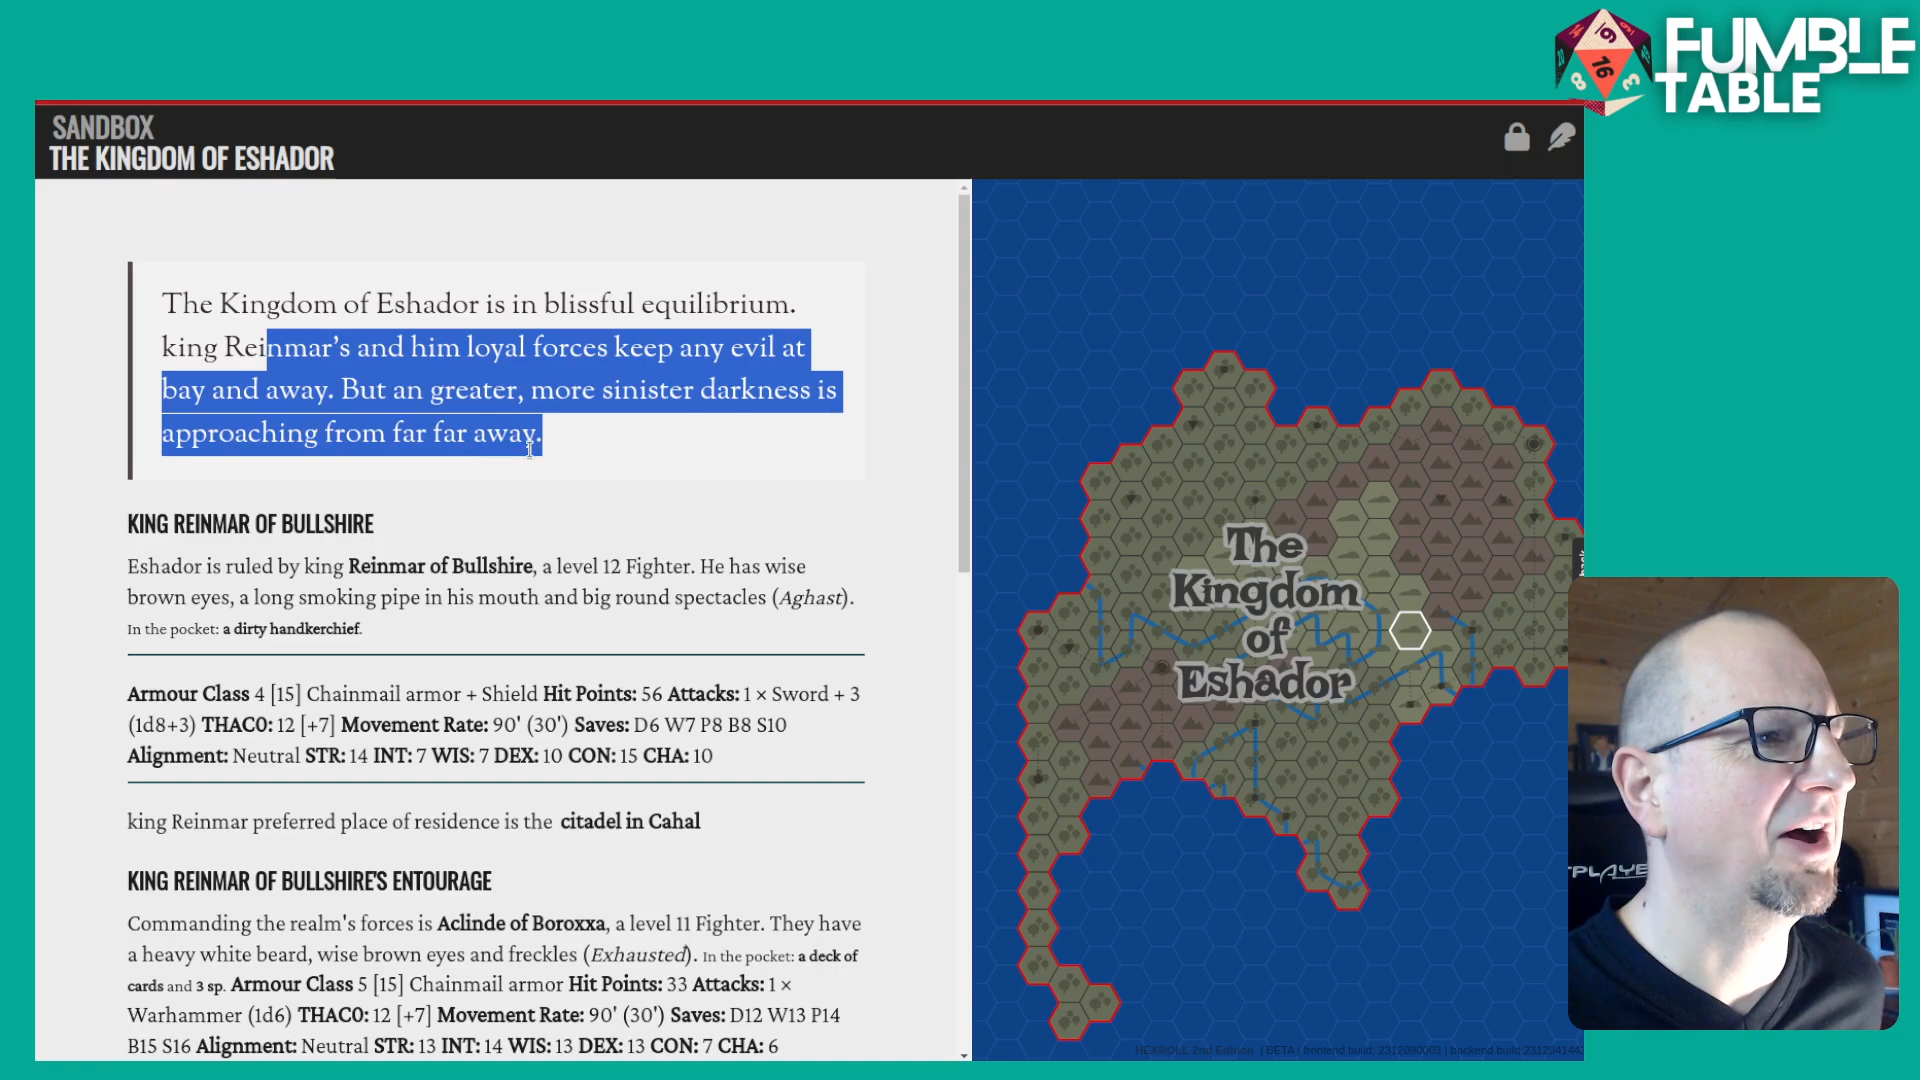 FUMBLE
TABLE
SANDBOX
THE KINGDOM OF ESHADOR
The Kingdom of Eshador is in blissful equilibrium.
king Reinmar's and him loyal forces keep any evil at
bay and away. But an greater, more sinister darkness is
approaching from far far away.
KING REINMAR OF BULLSHIRE
Eshador is ruled by king Reinmar of Bullshire, a level 12 Fighter. He has wise
brown eyes, a long smoking pipe in his mouth and big round spectacles (Aghast).
In the pocket: a dirty handkerchief.
Armour Class 4 [15] Chainmail armor + Shield Hit Points: 56 Attacks: 1 × Sword + 3
(1d8+3) THAC0: 12 [+7] Movement Rate: 90' (30') Saves: D6 W7 P8 B8 S10
Alignment: Neutral STR: 14 INT: 7 WIS: 7 DEX: 10 CON: 15 CHA: 10
king Reinmar preferred place of residence is the citadel in Cahal
KING REINMAR OF BULLSHIRE'S ENTOURAGE
Commanding the realm's forces is Aclinde of Boroxxa, a level 11 Fighter. They have
a heavy white beard, wise brown eyes and freckles (Exhausted). In the pocket: a deck of
cards and 3 sp. Armour Class 5 [15] Chainmail armor Hit Points: 33 Attacks: 1 ×
Warhammer (1d6) THAC0: 12 [+7] Movement Rate: 90' (30') Saves: D12 W13 P14
B15 S16 Alignment: Neutral STR: 13 INT: 14 WIS: 13 DEX: 13 CON: 7 CHA: 6
The
Kingdom
of
Eshador
HEXROLL 2nd Edition | BETA | frontend build: 2312090003 | backend build: